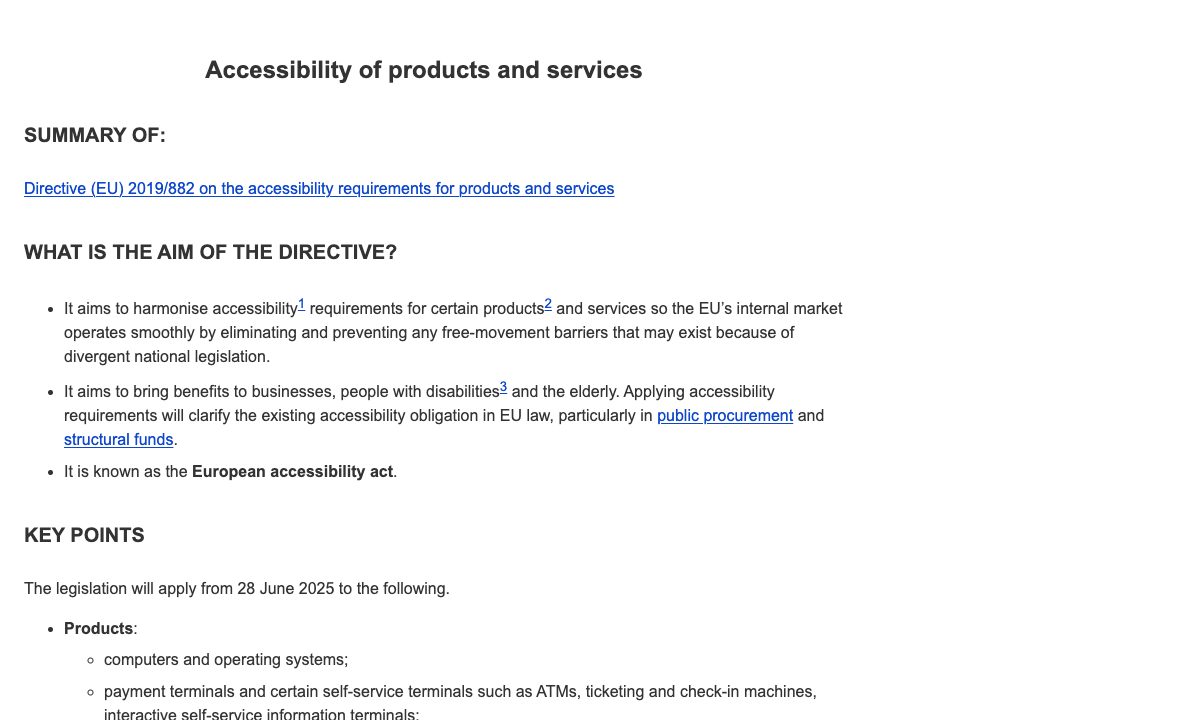 Accessibility of products and services
SUMMARY OF:
Directive (EU) 2019/882 on the accessibility requirements for products and services
WHAT IS THE AIM OF THE DIRECTIVE?
• It aims to harmonise accessibility1 requirements for certain products2 and services so the EU’s internal market
operates smoothly by eliminating and preventing any free-movement barriers that may exist because of
divergent national legislation.
• It aims to bring benefits to businesses, people with disabilities3 and the elderly. Applying accessibility
requirements will clarify the existing accessibility obligation in EU law, particularly in public procurement and
structural funds.
• It is known as the European accessibility act.
KEY POINTS
The legislation will apply from 28 June 2025 to the following.
• Products:
◦ computers and operating systems;
◦ payment terminals and certain self-service terminals such as ATMs, ticketing and check-in machines,
interactive self-service information terminals;